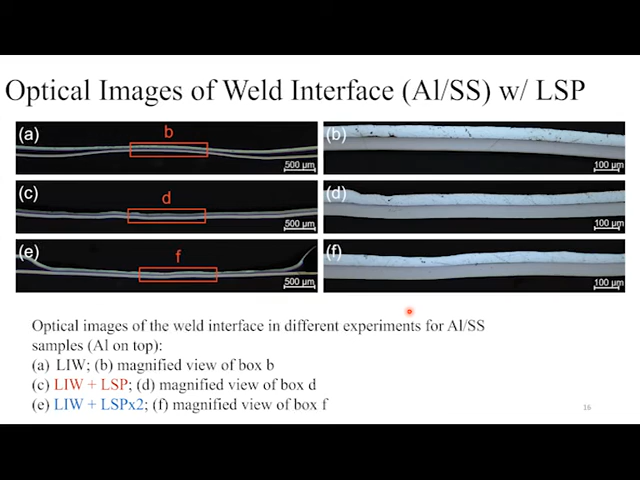 Optical Images of Weld Interface (Al/SS) w/ LSP
(a) b 500 μm
(b) 100 μm
(c) d 500 μm
(d) 100 μm
(e) f 500 μm
(f) 100 μm
Optical images of the weld interface in different experiments for Al/SS
samples (Al on top):
(a) LIW; (b) magnified view of box b
(c) LIW + LSP; (d) magnified view of box d
(e) LIW + LSPx2; (f) magnified view of box f
16